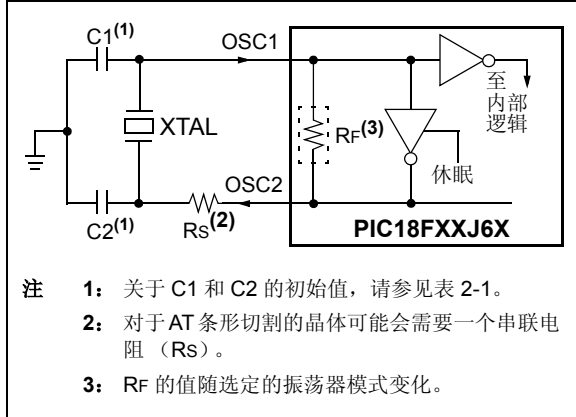 C1(1)
OSC1
至
内部
逻辑
XTAL
RF(3)
休眠
OSC2
C2(1)
RS(2)
PIC18FXXJ6X
注 1： 关于 C1 和 C2 的初始值，请参见表 2-1。
2： 对于 AT 条形切割的晶体可能会需要一个串联电
阻 （RS）。
3： RF 的值随选定的振荡器模式变化。